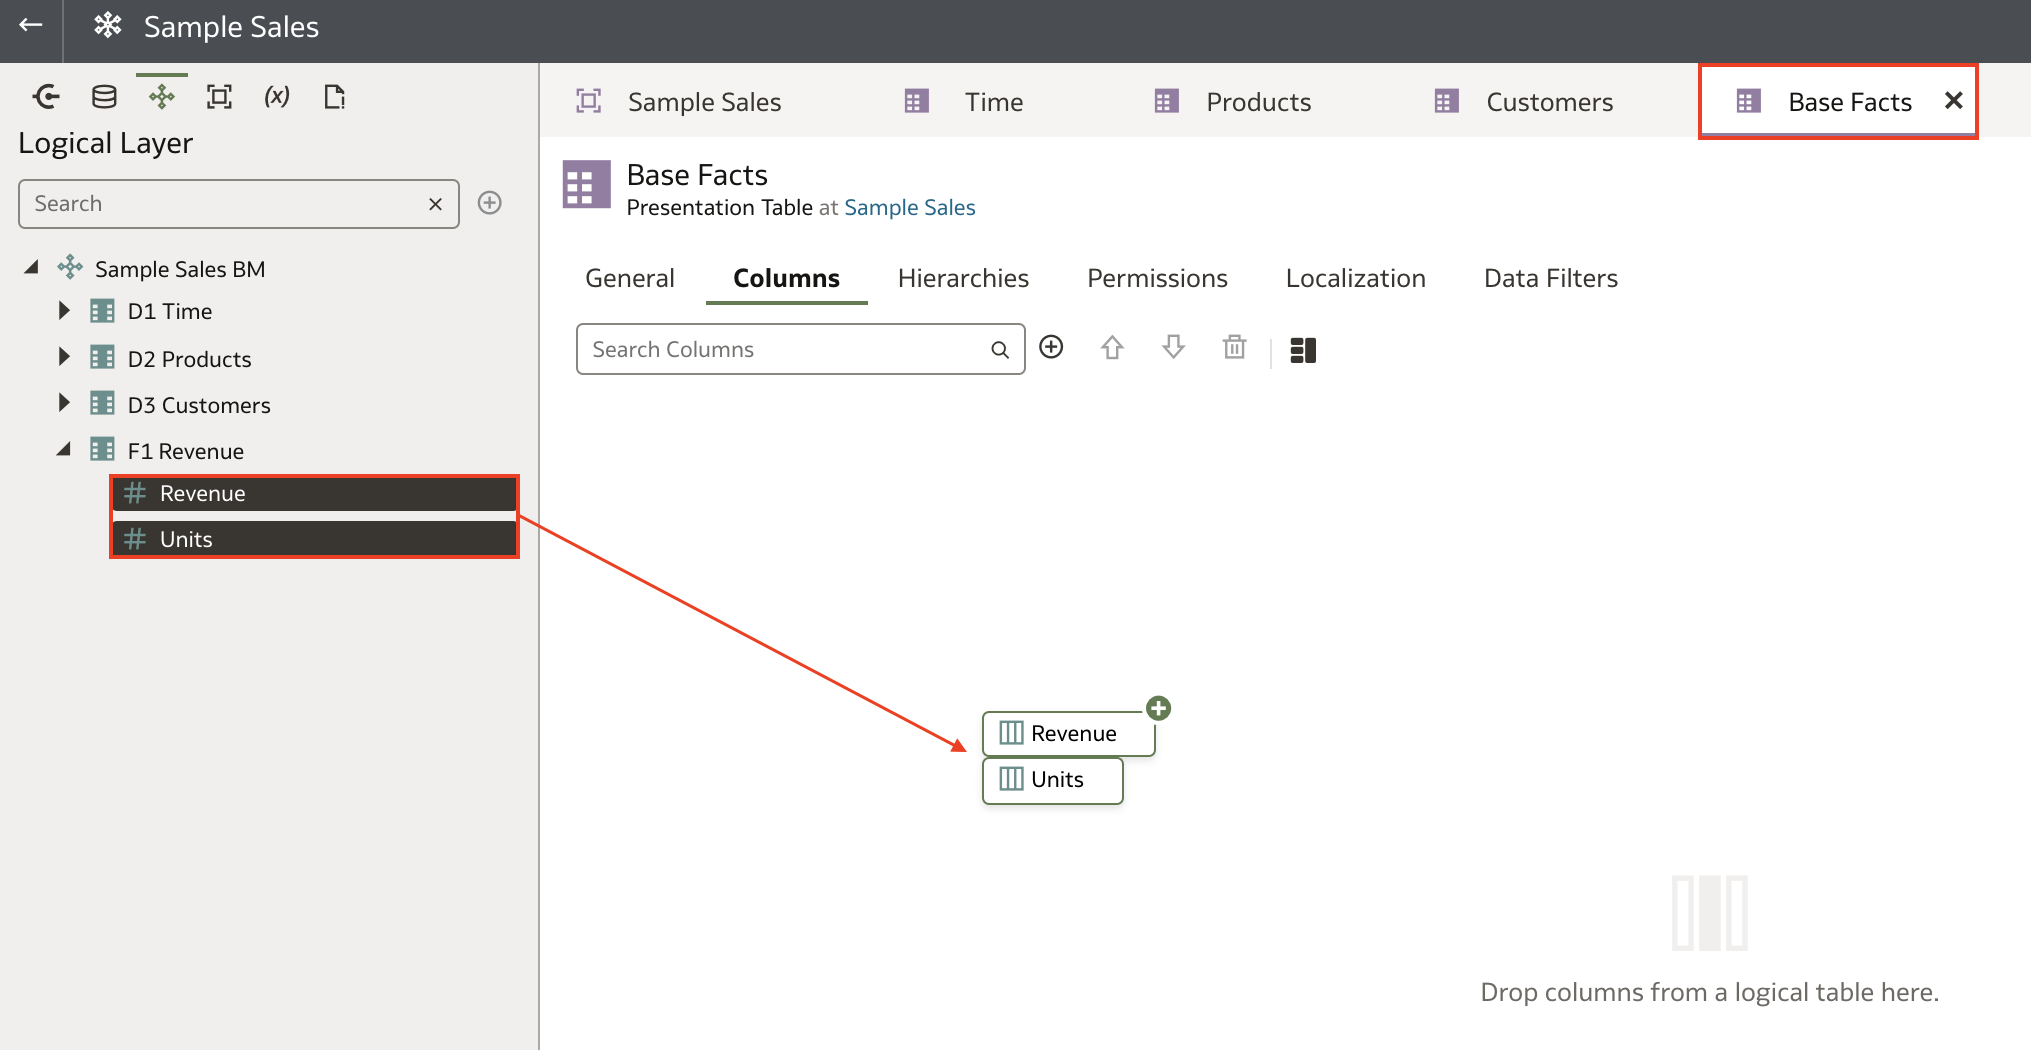 Sample Sales
(x)
Logical Layer
Search
Sample Sales BM
D1 Time
D2 Products
D3 Customers
F1 Revenue
# Revenue
# Units
Sample Sales
Time
Products
Customers
Base Facts
Base Facts
Presentation Table at Sample Sales
General
Columns
Hierarchies
Permissions
Localization
Data Filters
Search Columns
Revenue
Units
Drop columns from a logical table here.